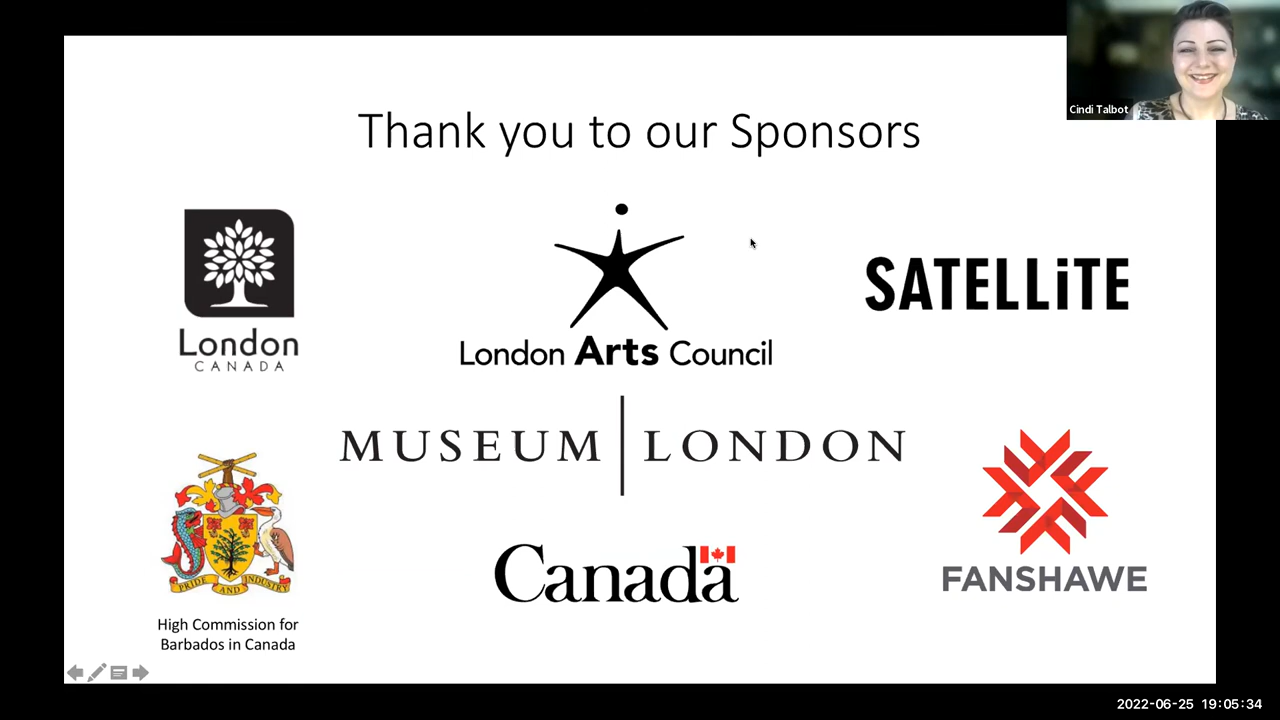 Cindi Talbot
Thank you to our Sponsors
London
CANADA
London Arts Council
SATELLiTE
MUSEUM LONDON
PRIDE AND INDUSTRY
High Commission for
Barbados in Canada
Canada
FANSHAWE
2022-06-25 19:05:34